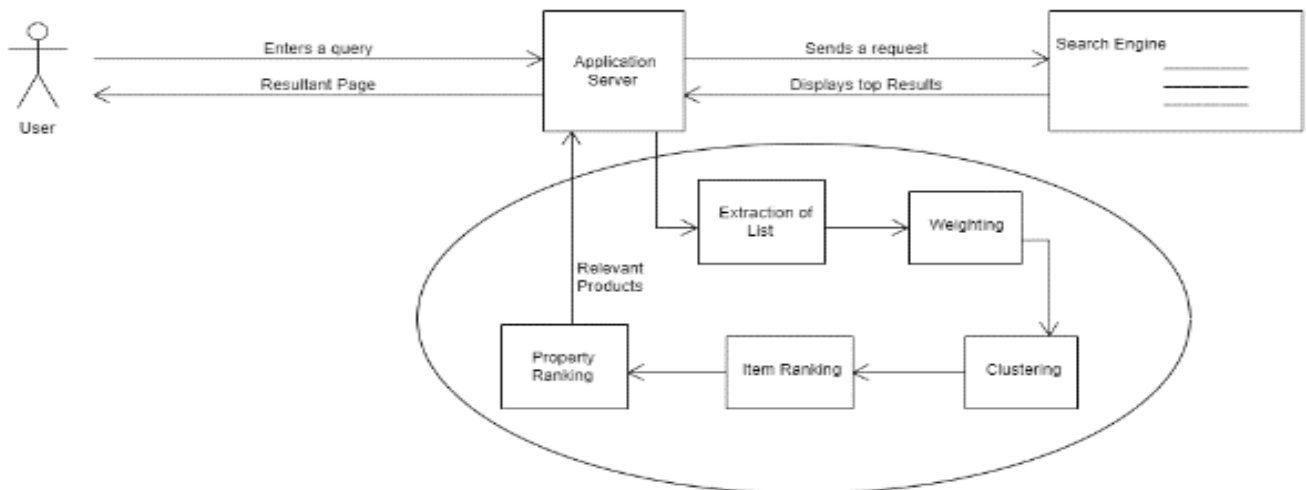 Enters a query
Resultant Page
User
Application
Server
Sends a request
Displays top Results
Search Engine
Extraction of
List
Weighting
Relevant
Products
Property
Ranking
Item Ranking
Clustering